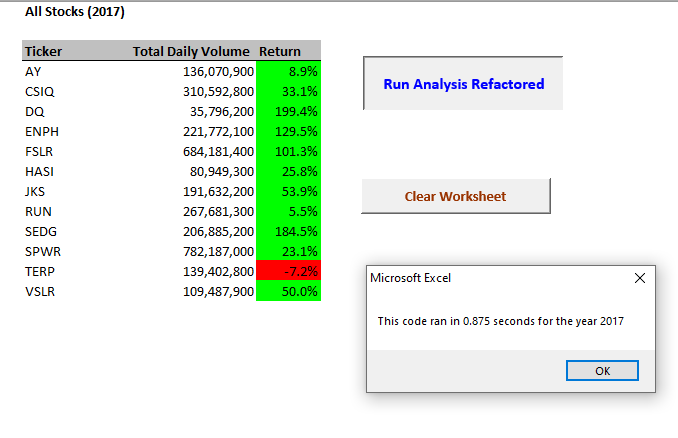 All Stocks (2017)
Ticker Total Daily Volume Return
AY 136,070,900 8.9%
CSIQ 310,592,800 33.1%
DQ 35,796,200 199.4%
ENPH 221,772,100 129.5%
FSLR 684,181,400 101.3%
HASI 80,949,300 25.8%
JKS 191,632,200 53.9%
RUN 267,681,300 5.5%
SEDG 206,885,200 184.5%
SPWR 782,187,000 23.1%
TERP 139,402,800 -7.2%
VSLR 109,487,900 50.0%
Run Analysis Refactored
Clear Worksheet
Microsoft Excel
This code ran in 0.875 seconds for the year 2017
OK